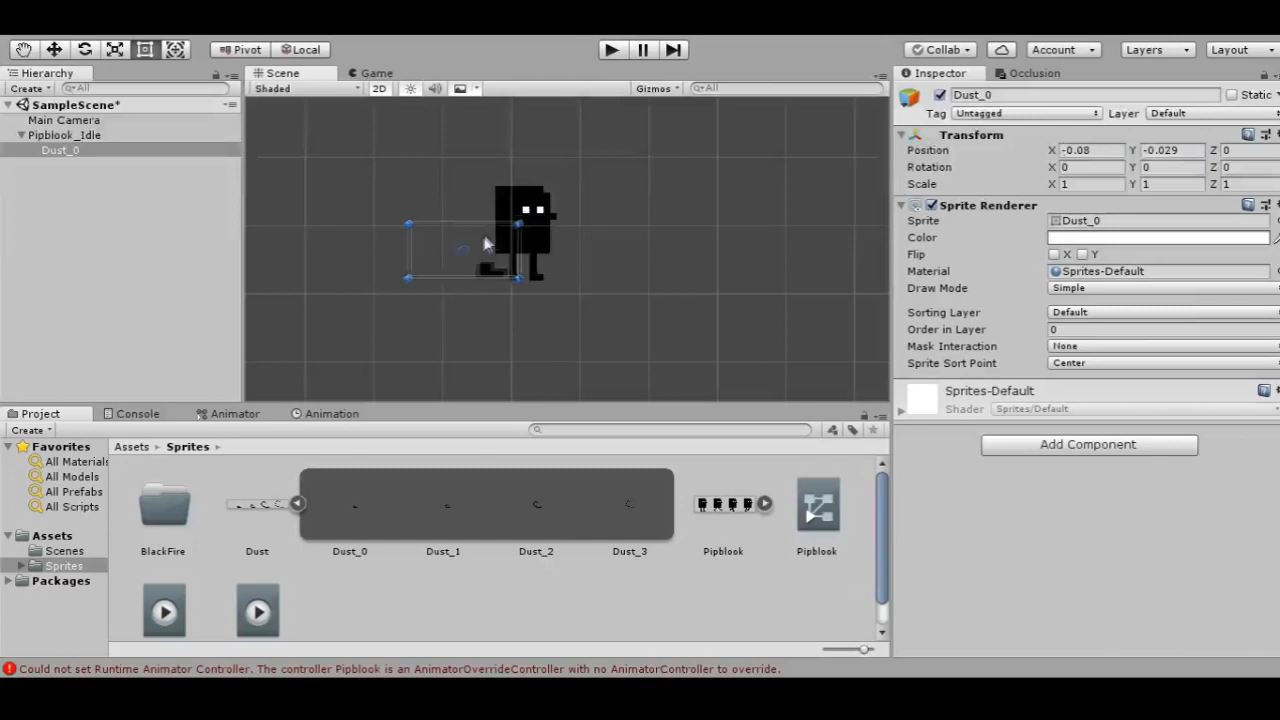 Pivot Local Collab Account Layers Layout
Hierarchy Scene Game Inspector Occlusion
Create All Shaded 2D Gizmos All
SampleScene*
Main Camera
Pipblook_Idle
Dust_0
Dust_0 Static
Tag Untagged Layer Default
Transform
Position X -0.08 Y -0.029 Z 0
Rotation X 0 Y 0 Z 0
Scale X 1 Y 1 Z 1
Sprite Renderer
Sprite Dust_0
Color
Flip X Y
Material Sprites-Default
Draw Mode Simple
Sorting Layer Default
Order in Layer 0
Mask Interaction None
Sprite Sort Point Center
Sprites-Default
Shader Sprites/Default
Add Component
Project Console Animator Animation
Create
Favorites
All Materials
All Models
All Prefabs
All Scripts
Assets
Scenes
Sprites
Packages
Assets Sprites
BlackFire Dust Dust_0 Dust_1 Dust_2 Dust_3 Pipblook Pipblook
Could not set Runtime Animator Controller. The controller Pipblook is an AnimatorOverrideController with no AnimatorController to override.